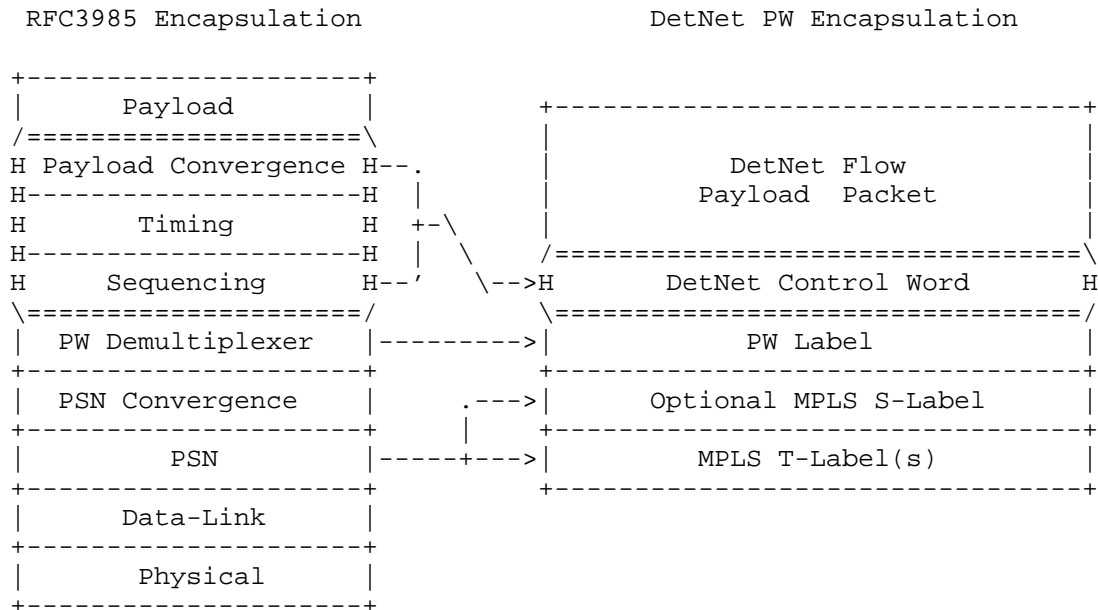 RFC3985 Encapsulation DetNet PW Encapsulation
Payload
Payload Convergence DetNet Flow
Payload Packet
Timing
Sequencing DetNet Control Word
PW Demultiplexer PW Label
PSN Convergence Optional MPLS S-Label
PSN MPLS T-Label(s)
Data-Link
Physical